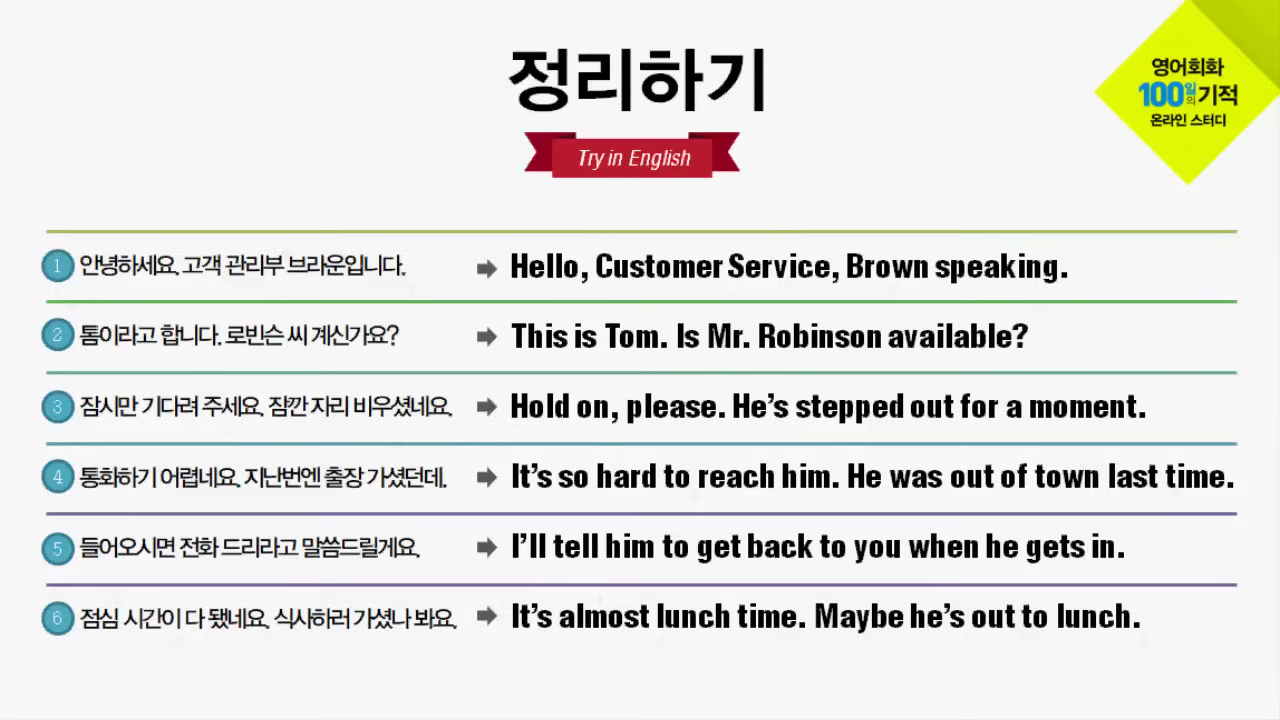 정리하기
Try in English
영어회화
100일의 기적
온라인 스터디
1 안녕하세요. 고객 관리부 브라운입니다. ➡ Hello, Customer Service, Brown speaking.
2 톰이라고 합니다. 로빈슨 씨 계신가요? ➡ This is Tom. Is Mr. Robinson available?
3 잠시만 기다려 주세요. 잠깐 자리 비우셨네요. ➡ Hold on, please. He's stepped out for a moment.
4 통화하기 어렵네요. 지난번엔 출장 가셨던데. ➡ It's so hard to reach him. He was out of town last time.
5 들어오시면 전화 드리라고 말씀드릴게요. ➡ I'll tell him to get back to you when he gets in.
6 점심 시간이 다 됐네요. 식사하러 가셨나 봐요. ➡ It's almost lunch time. Maybe he's out to lunch.